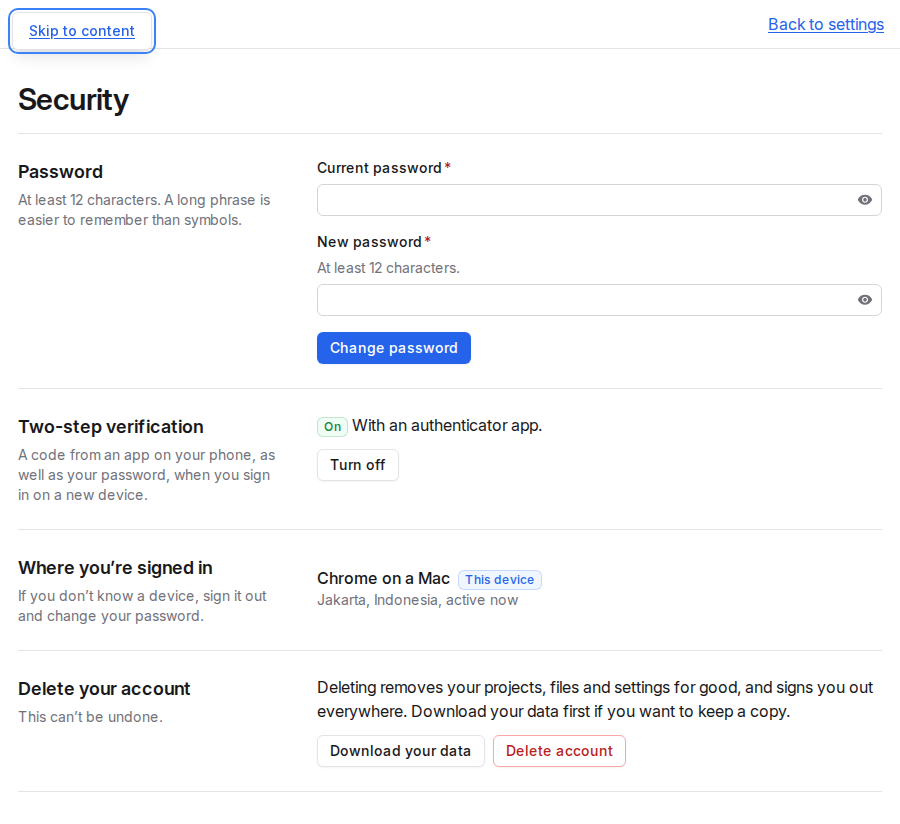 Skip to content
Back to settings
Security
Password
At least 12 characters. A long phrase is
easier to remember than symbols.
Current password*
New password*
At least 12 characters.
Change password
Two-step verification
A code from an app on your phone, as
well as your password, when you sign
in on a new device.
On With an authenticator app.
Turn off
Where you’re signed in
If you don’t know a device, sign it out
and change your password.
Chrome on a Mac This device
Jakarta, Indonesia, active now
Delete your account
This can’t be undone.
Deleting removes your projects, files and settings for good, and signs you out
everywhere. Download your data first if you want to keep a copy.
Download your data Delete account